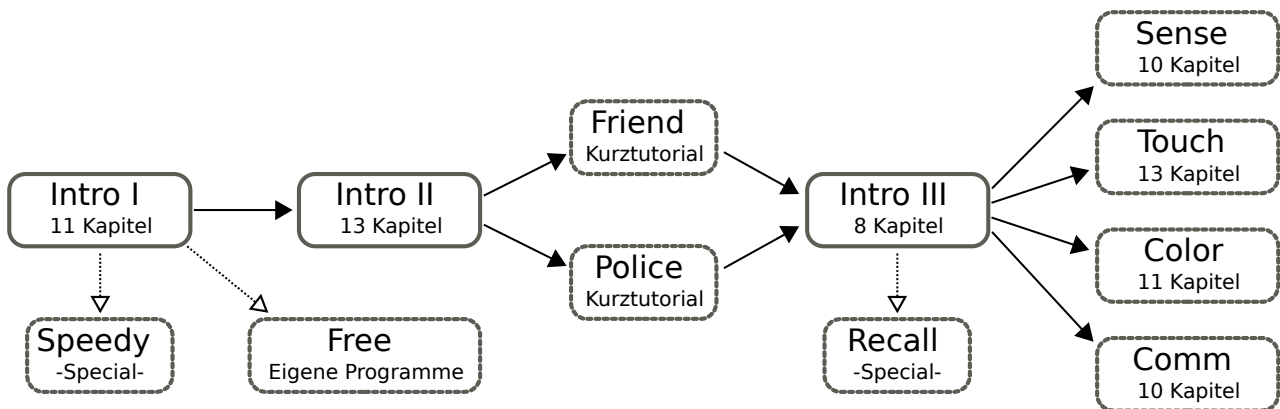 Intro I
11 Kapitel
Speedy
-Special-
Free
Eigene Programme
Intro II
13 Kapitel
Friend
Kurztutorial
Police
Kurztutorial
Intro III
8 Kapitel
Recall
-Special-
Sense
10 Kapitel
Touch
13 Kapitel
Color
11 Kapitel
Comm
10 Kapitel